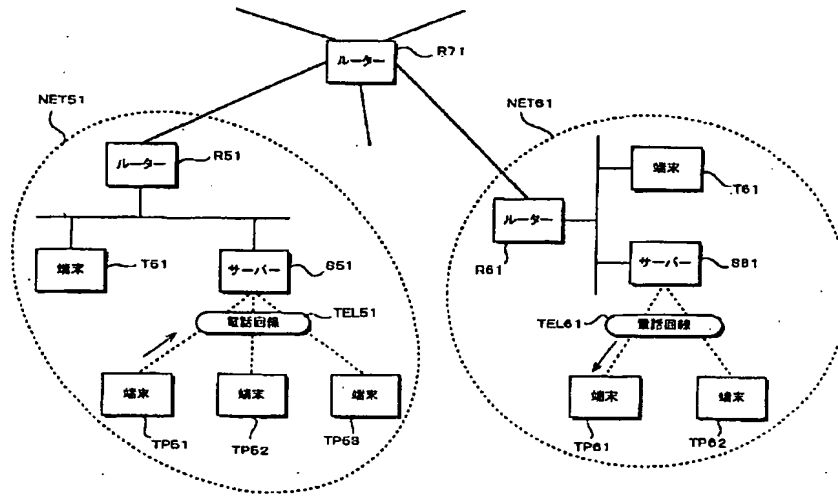 ルーター
R71
NET51
NET61
ルーター
R51
端末
T61
ルーター
R61
端末
T51
サーバー
S51
サーバー
S61
電話回線
TEL51
TEL61
電話回線
端末
端末
端末
端末
端末
TP51
TP52
TP53
TP61
TP62